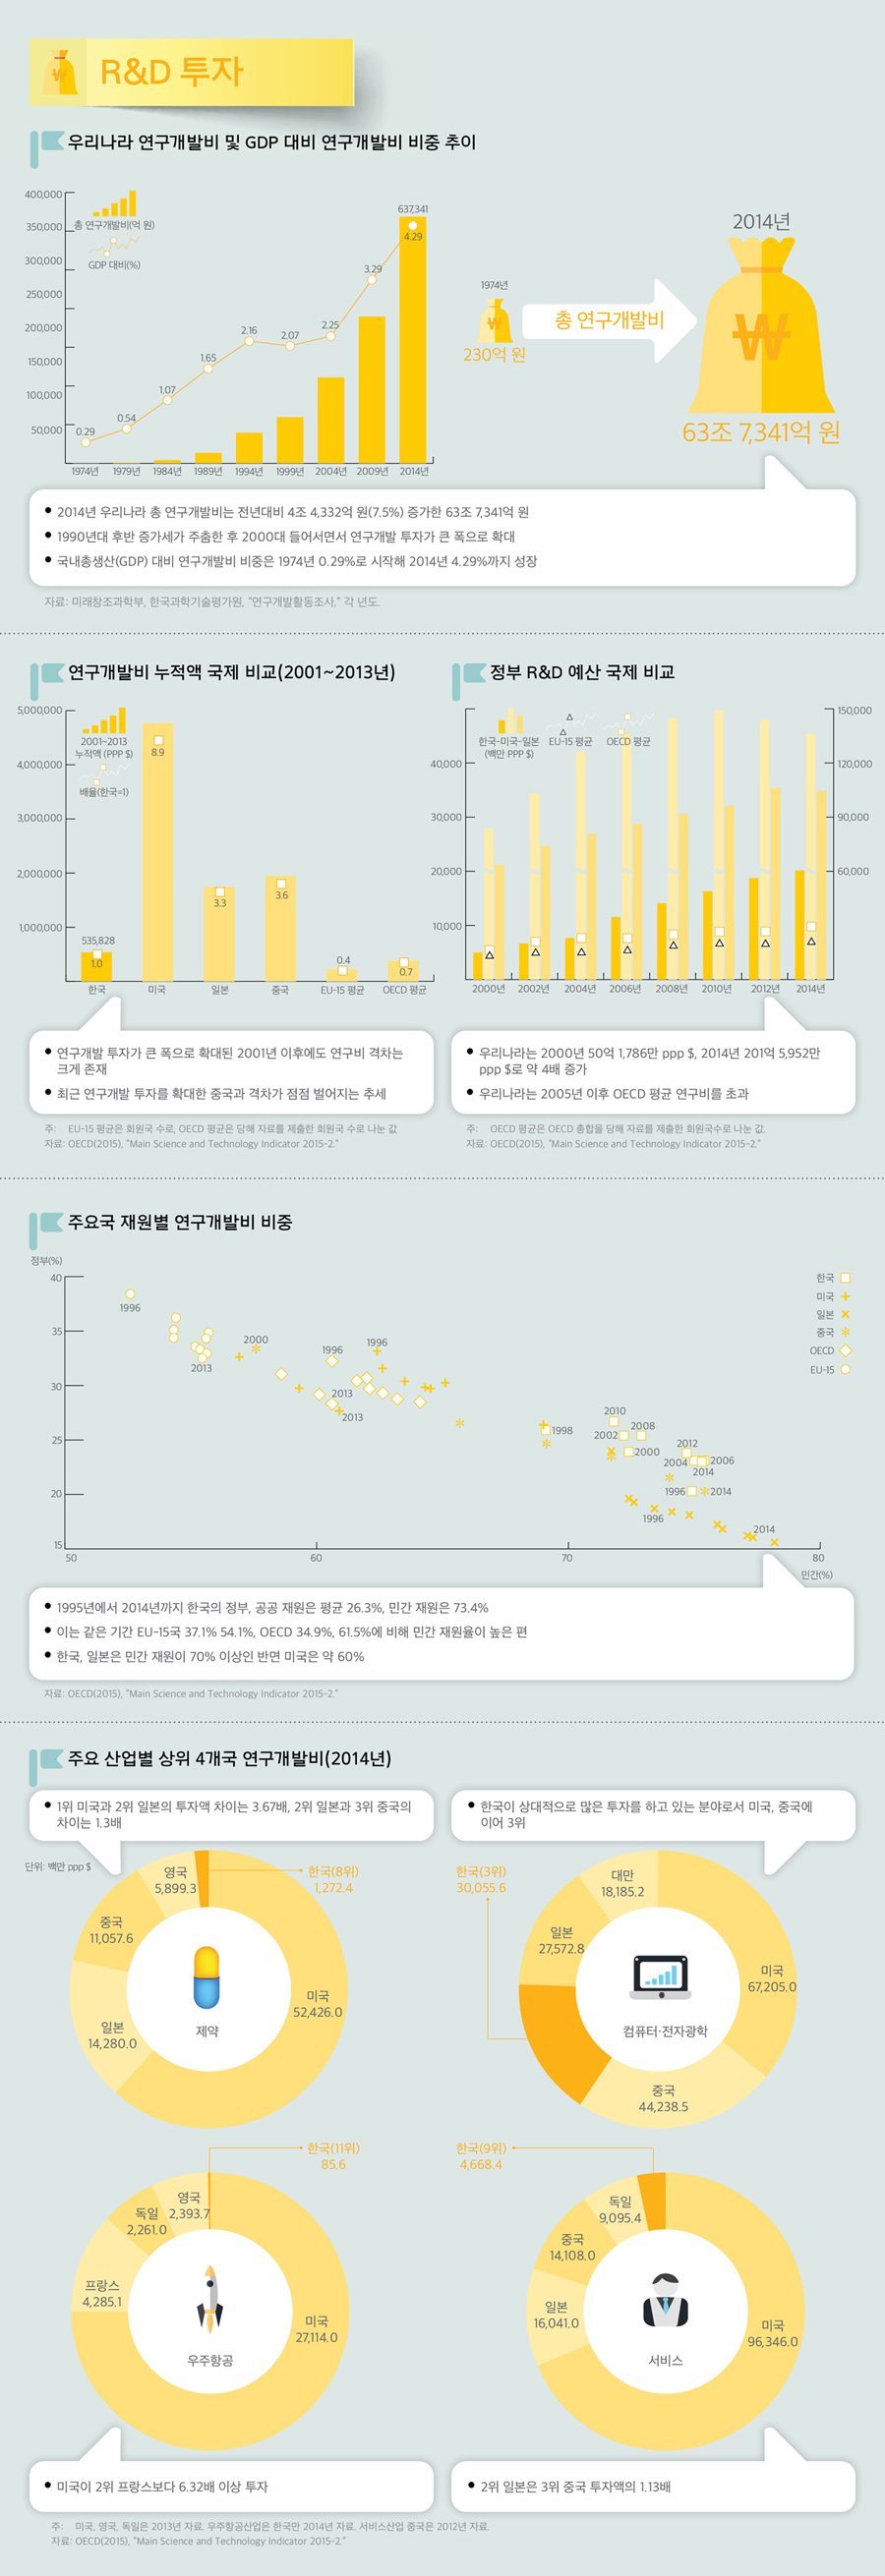 R&D 투자
우리나라 연구개발비 및 GDP 대비 연구개발비 비중 추이
400,000
350,000
300,000
250,000
200,000
150,000
100,000
50,000
총 연구개발비(억 원)
GDP 대비(%)
0.29
0.54
1.07
1.65
2.16
2.07
2.25
3.29
637,341
4.29
1974년
1979년
1984년
1989년
1994년
1999년
2004년
2009년
2014년
1974년
₩
230억 원
총 연구개발비
2014년
₩
63조 7,341억 원
• 2014년 우리나라 총 연구개발비는 전년대비 4조 4,332억 원(7.5%) 증가한 63조 7,341억 원
• 1990년대 후반 증가세가 주춤한 후 2000대 들어서면서 연구개발 투자가 큰 폭으로 확대
• 국내총생산(GDP) 대비 연구개발비 비중은 1974년 0.29%로 시작해 2014년 4.29%까지 성장
자료: 미래창조과학부, 한국과학기술평가원, "연구개발활동조사," 각 년도.
연구개발비 누적액 국제 비교(2001~2013년)
5,000,000
4,000,000
3,000,000
2,000,000
1,000,000
2001~2013
누적액 (PPP $)
배율(한국=1)
535,828
1.0
8.9
3.3
3.6
0.4
0.7
한국
미국
일본
중국
EU-15 평균
OECD 평균
• 연구개발 투자가 큰 폭으로 확대된 2001년 이후에도 연구비 격차는
크게 존재
• 최근 연구개발 투자를 확대한 중국과 격차가 점점 벌어지는 추세
주: EU-15 평균은 회원국 수로, OECD 평균은 당해 자료를 제출한 회원국 수로 나눈 값
자료: OECD(2015), "Main Science and Technology Indicator 2015-2."
정부 R&D 예산 국제 비교
한국-미국-일본
(백만 PPP $)
EU-15 평균
OECD 평균
40,000
30,000
20,000
10,000
150,000
120,000
90,000
60,000
2000년
2002년
2004년
2006년
2008년
2010년
2012년
2014년
• 우리나라는 2000년 50억 1,786만 ppp $, 2014년 201억 5,952만
ppp $로 약 4배 증가
• 우리나라는 2005년 이후 OECD 평균 연구비를 초과
주: OECD 평균은 OECD 총합을 당해 자료를 제출한 회원국수로 나눈 값.
자료: OECD(2015), "Main Science and Technology Indicator 2015-2."
주요국 재원별 연구개발비 비중
정부(%)
40
35
30
25
20
15
50
60
70
80
민간(%)
한국
미국
일본
중국
OECD
EU-15
1996
2013
2000
1996
1996
2013
2013
1998
2010
2002
2008
2000
2012
2004
2006
2014
1996
2014
1996
2014
• 1995년에서 2014년까지 한국의 정부, 공공 재원은 평균 26.3%, 민간 재원은 73.4%
• 이는 같은 기간 EU-15국 37.1% 54.1%, OECD 34.9%, 61.5%에 비해 민간 재원율이 높은 편
• 한국, 일본은 민간 재원이 70% 이상인 반면 미국은 약 60%
자료: OECD(2015), "Main Science and Technology Indicator 2015-2."
주요 산업별 상위 4개국 연구개발비(2014년)
• 1위 미국과 2위 일본의 투자액 차이는 3.67배, 2위 일본과 3위 중국의
차이는 1.3배
단위: 백만 ppp $
영국
5,899.3
한국(8위)
1,272.4
중국
11,057.6
미국
52,426.0
일본
14,280.0
제약
• 한국이 상대적으로 많은 투자를 하고 있는 분야로서 미국, 중국에
이어 3위
한국(3위)
30,055.6
대만
18,185.2
일본
27,572.8
미국
67,205.0
컴퓨터·전자광학
중국
44,238.5
한국(11위)
85.6
영국
2,393.7
독일
2,261.0
프랑스
4,285.1
미국
27,114.0
우주항공
한국(9위)
4,668.4
독일
9,095.4
중국
14,108.0
일본
16,041.0
미국
96,346.0
서비스
• 미국이 2위 프랑스보다 6.32배 이상 투자
• 2위 일본은 3위 중국 투자액의 1.13배
주: 미국, 영국, 독일은 2013년 자료. 우주항공산업은 한국만 2014년 자료. 서비스산업 중국은 2012년 자료.
자료: OECD(2015), "Main Science and Technology Indicator 2015-2."